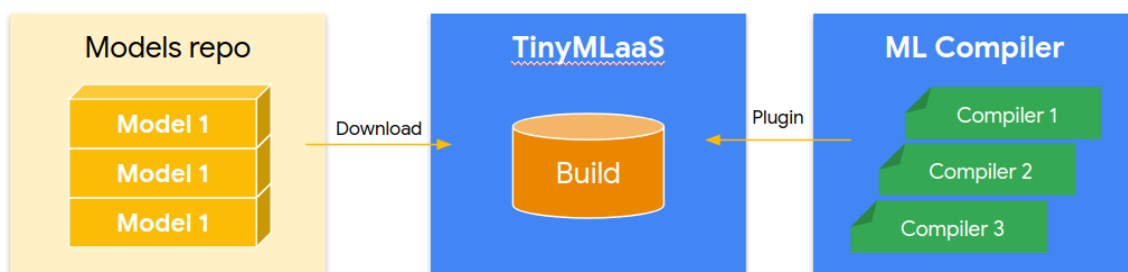 Models repo
Model 1
Model 1
Model 1
Download
TinyMLaaS
Build
Plugin
ML Compiler
Compiler 1
Compiler 2
Compiler 3